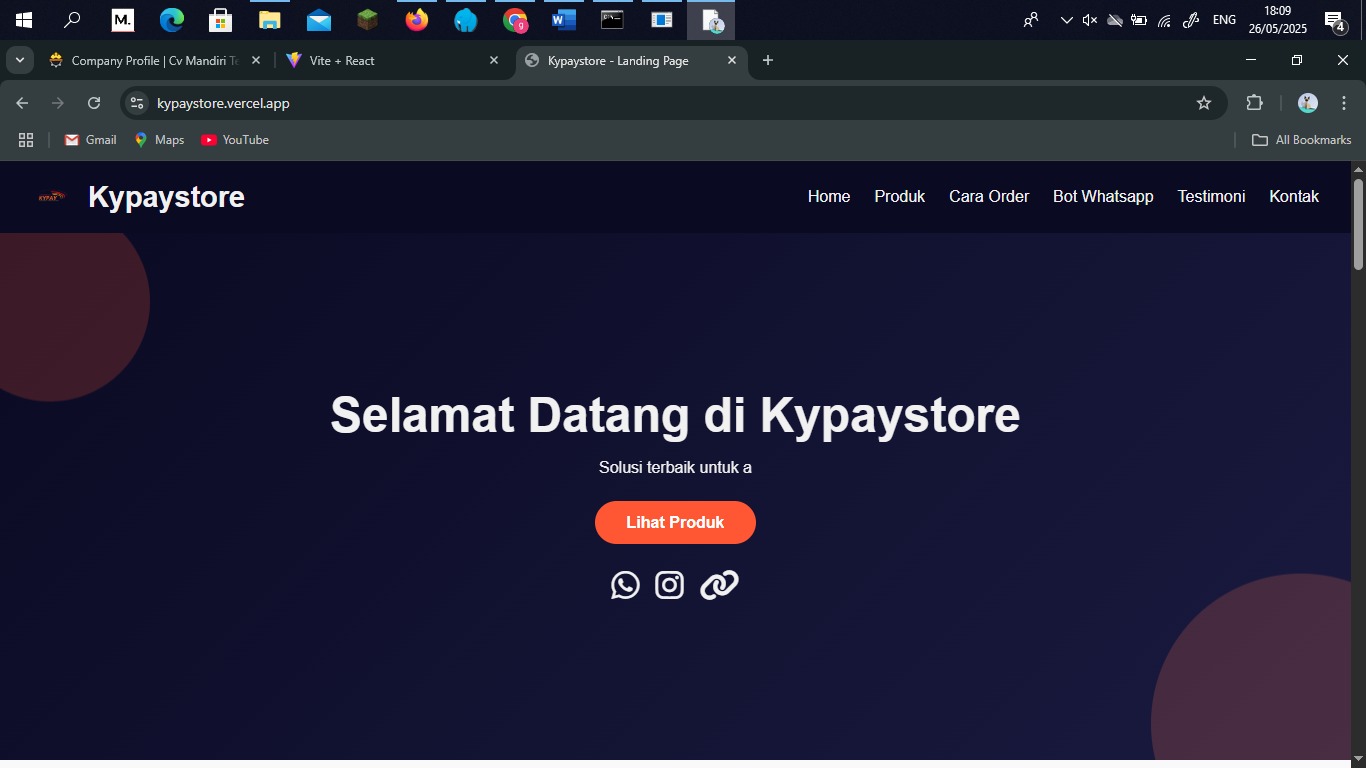 M.
W
ENG
18:09
26/05/2025
4
Company Profile | Cv Mandiri Te
Vite + React
Kypaystore - Landing Page
kypaystore.vercel.app
Gmail
Maps
YouTube
All Bookmarks
KYPAY
Kypaystore
Home
Produk
Cara Order
Bot Whatsapp
Testimoni
Kontak
Selamat Datang di Kypaystore
Solusi terbaik untuk a
Lihat Produk